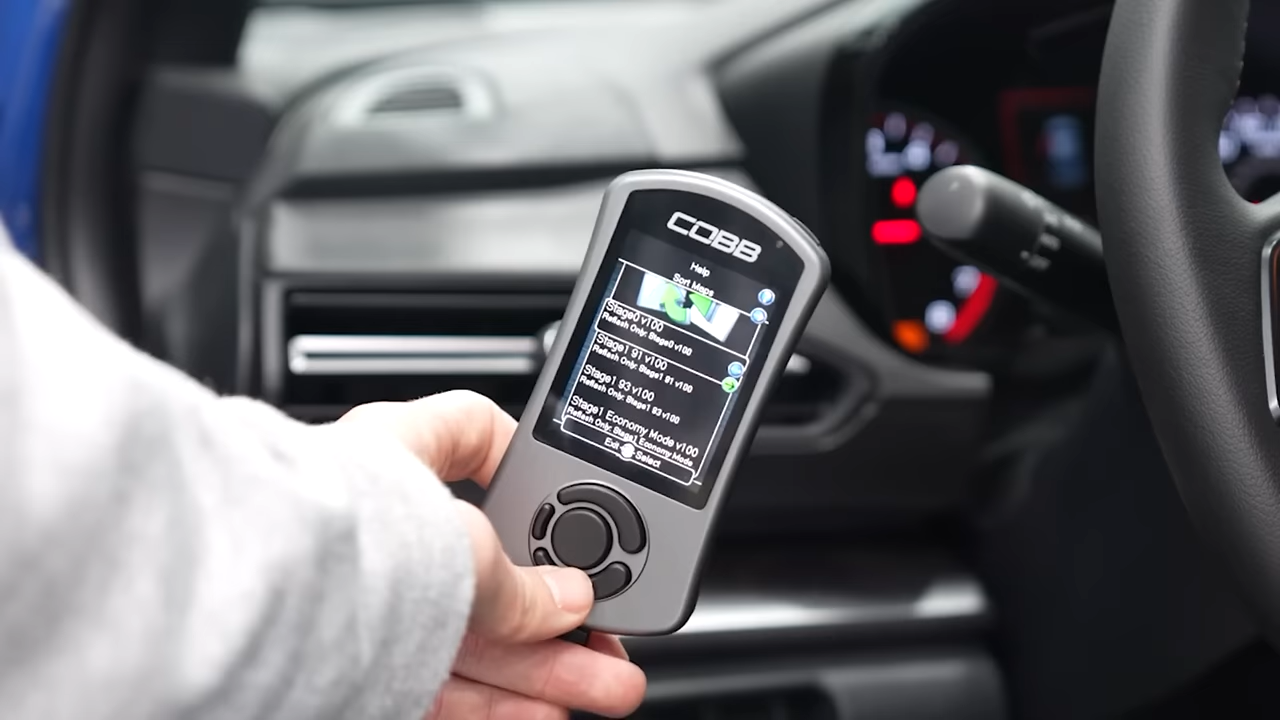 COBB
Help
Sort Maps
Stage0 v100
Reflash Only: Stage0 v100
Stage1 91 v100
Reflash Only: Stage1 91 v100
Stage1 93 v100
Reflash Only: Stage1 93 v100
Stage1 Economy Mode v100
Reflash Only: Stage1 Economy Mode
Exit Select